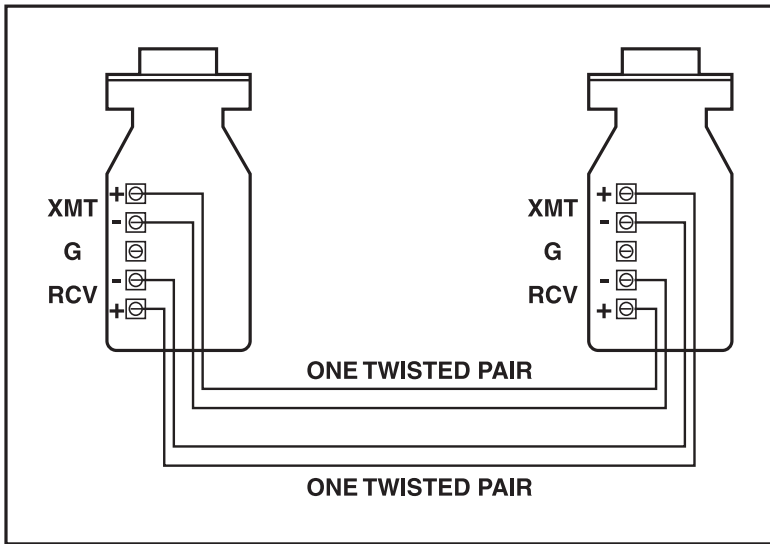 +
XMT
-
G
-
RCV
+
+
XMT
-
G
-
RCV
+
ONE TWISTED PAIR
ONE TWISTED PAIR